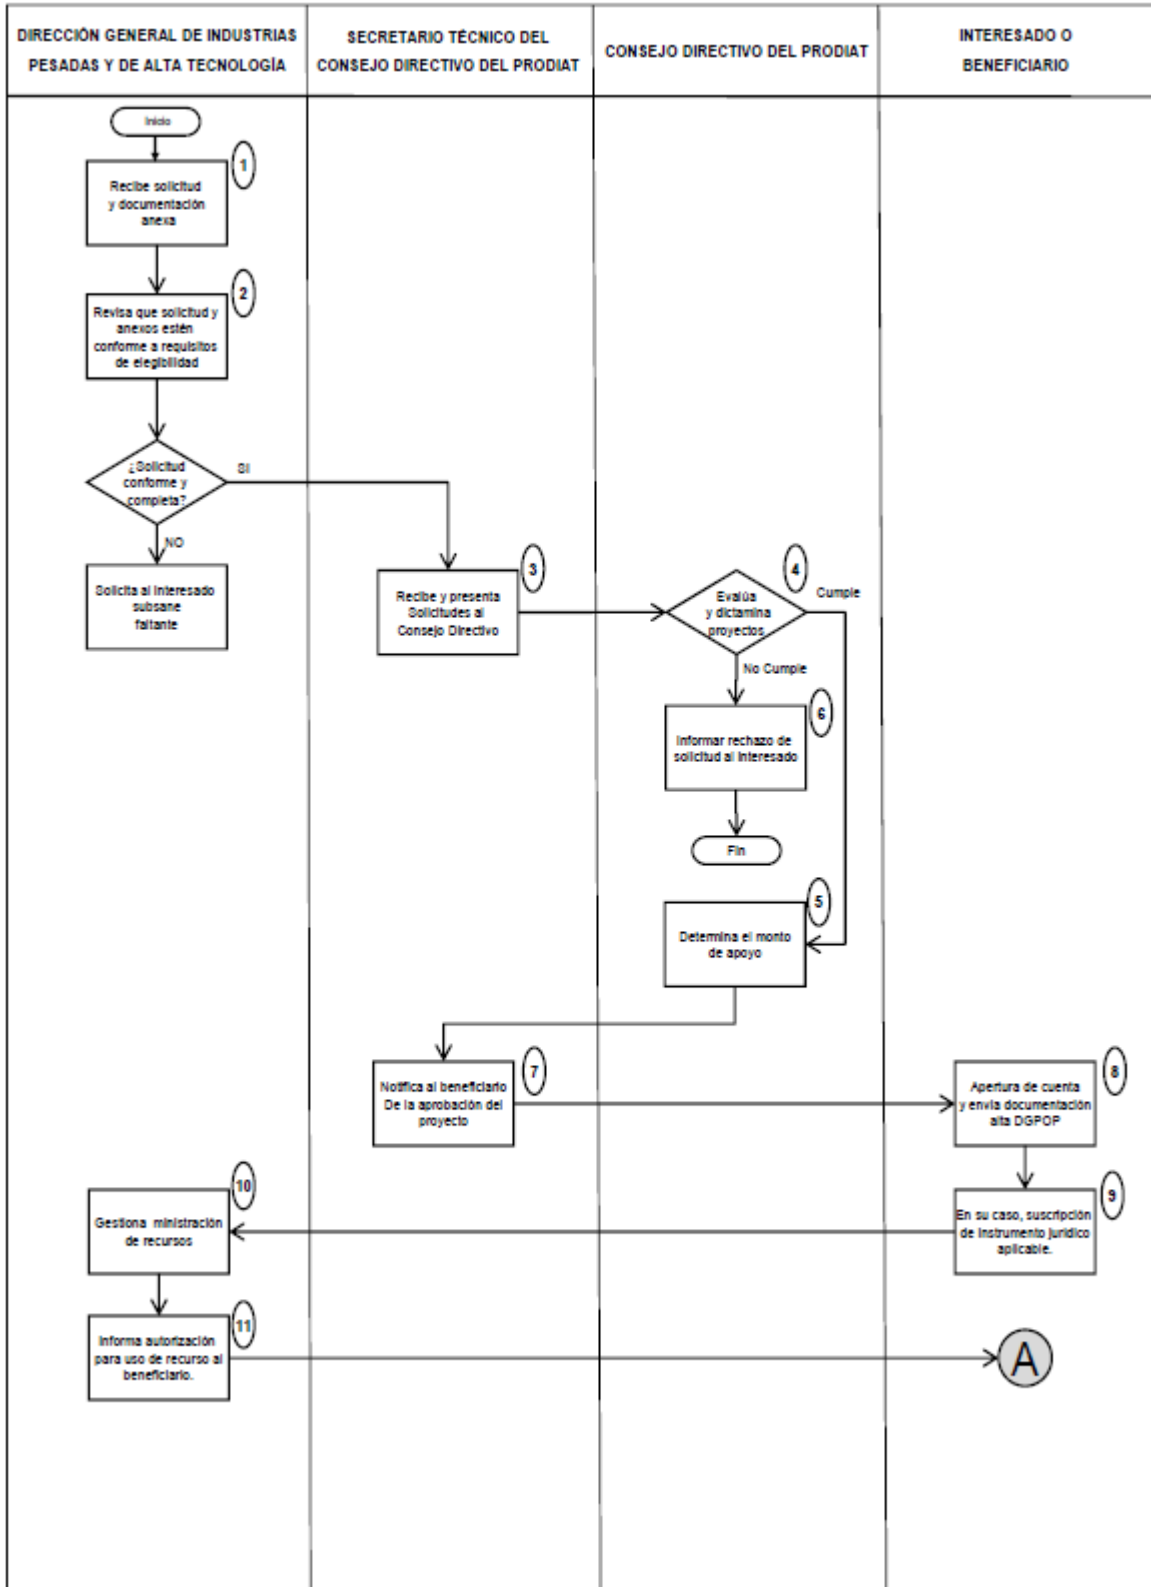 DIRECCIÓN GENERAL DE INDUSTRIAS
PESADAS Y DE ALTA TECNOLOGÍA
SECRETARIO TÉCNICO DEL
CONSEJO DIRECTIVO DEL PRODIAT
CONSEJO DIRECTIVO DEL PRODIAT
INTERESADO O
BENEFICIARIO
Inicio
1
Recibe solicitud
y documentación
anexa
2
Revisa que solicitud y
anexos estén
conforme a requisitos
de elegibilidad
¿Solicitud
conforme y
completa?
SI
NO
Solicita al interesado
subsane
faltante
3
Recibe y presenta
Solicitudes al
Consejo Directivo
4
Evalúa
y dictamina
proyectos
Cumple
No Cumple
6
Informar rechazo de
solicitud al interesado
Fin
5
Determina el monto
de apoyo
7
Notifica al beneficiario
De la aprobación del
proyecto
8
Apertura de cuenta
y envia documentación
alta DGPOP
9
En su caso, suscripción
de instrumento jurídico
aplicable.
10
Gestiona ministración
de recursos
11
Informa autorización
para uso de recurso al
beneficiario.
A